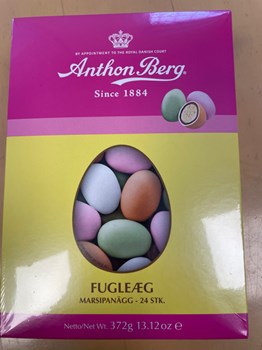 BY APPOINTMENT TO THE ROYAL DANISH COURT
Anthon Berg®
Since 1884
FUGLEÆG
MARSIPANÄGG - 24 STK.
Netto/Net Wt. 372g 13.12oz e